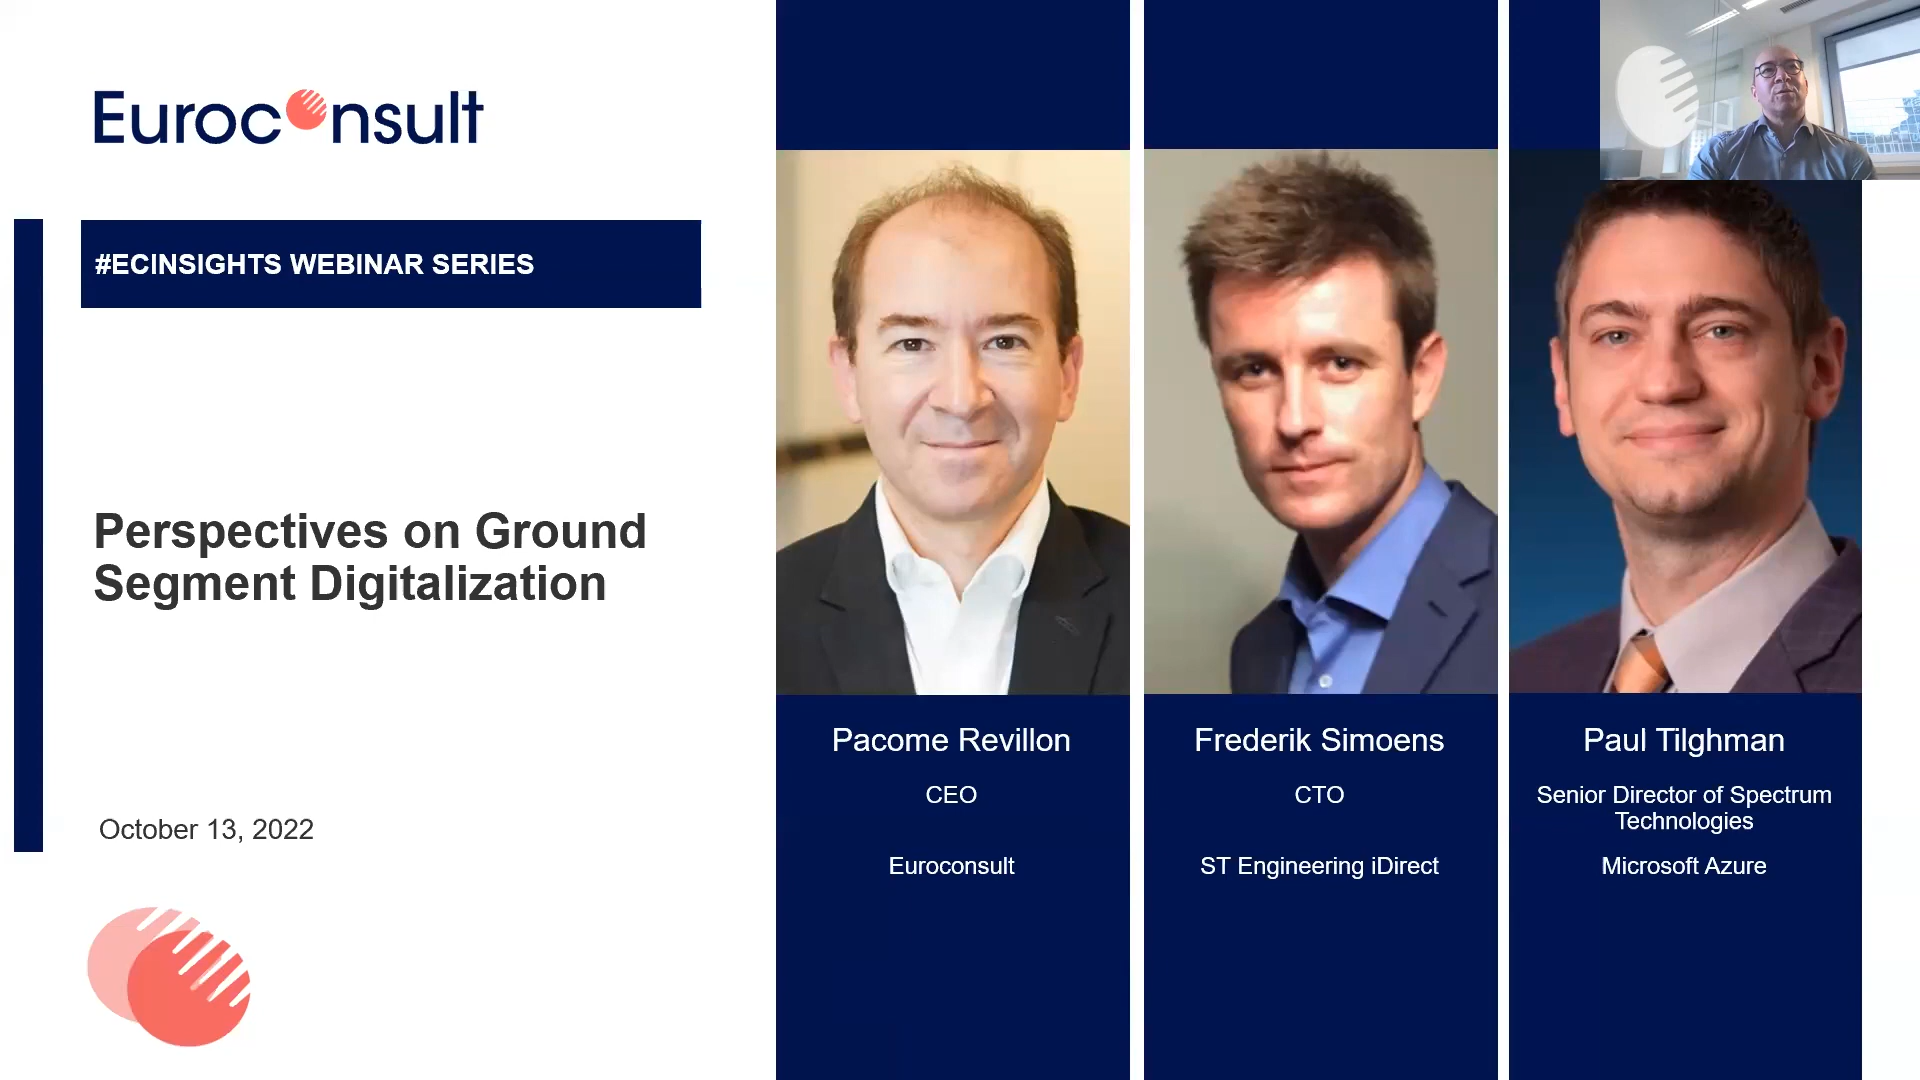 Euroconsult
#ECINSIGHTS WEBINAR SERIES
Perspectives on Ground
Segment Digitalization
October 13, 2022
Pacome Revillon
CEO
Euroconsult
Frederik Simoens
CTO
ST Engineering iDirect
Paul Tilghman
Senior Director of Spectrum
Technologies
Microsoft Azure